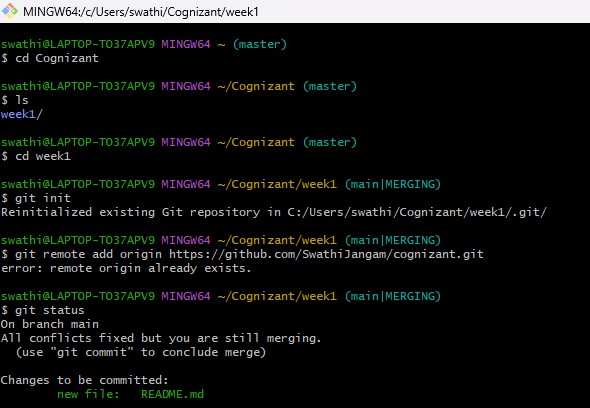 MINGW64:/c/Users/swathi/Cognizant/week1
swathi@LAPTOP-TO37APV9 MINGW64 ~ (master)
$ cd Cognizant
swathi@LAPTOP-TO37APV9 MINGW64 ~/Cognizant (master)
$ ls
week1/
swathi@LAPTOP-TO37APV9 MINGW64 ~/Cognizant (master)
$ cd week1
swathi@LAPTOP-TO37APV9 MINGW64 ~/Cognizant/week1 (main|MERGING)
$ git init
Reinitialized existing Git repository in C:/Users/swathi/Cognizant/week1/.git/
swathi@LAPTOP-TO37APV9 MINGW64 ~/Cognizant/week1 (main|MERGING)
$ git remote add origin https://github.com/SwathiJangam/cognizant.git
error: remote origin already exists.
swathi@LAPTOP-TO37APV9 MINGW64 ~/Cognizant/week1 (main|MERGING)
$ git status
On branch main
All conflicts fixed but you are still merging.
  (use "git commit" to conclude merge)
Changes to be committed:
        new file:   README.md